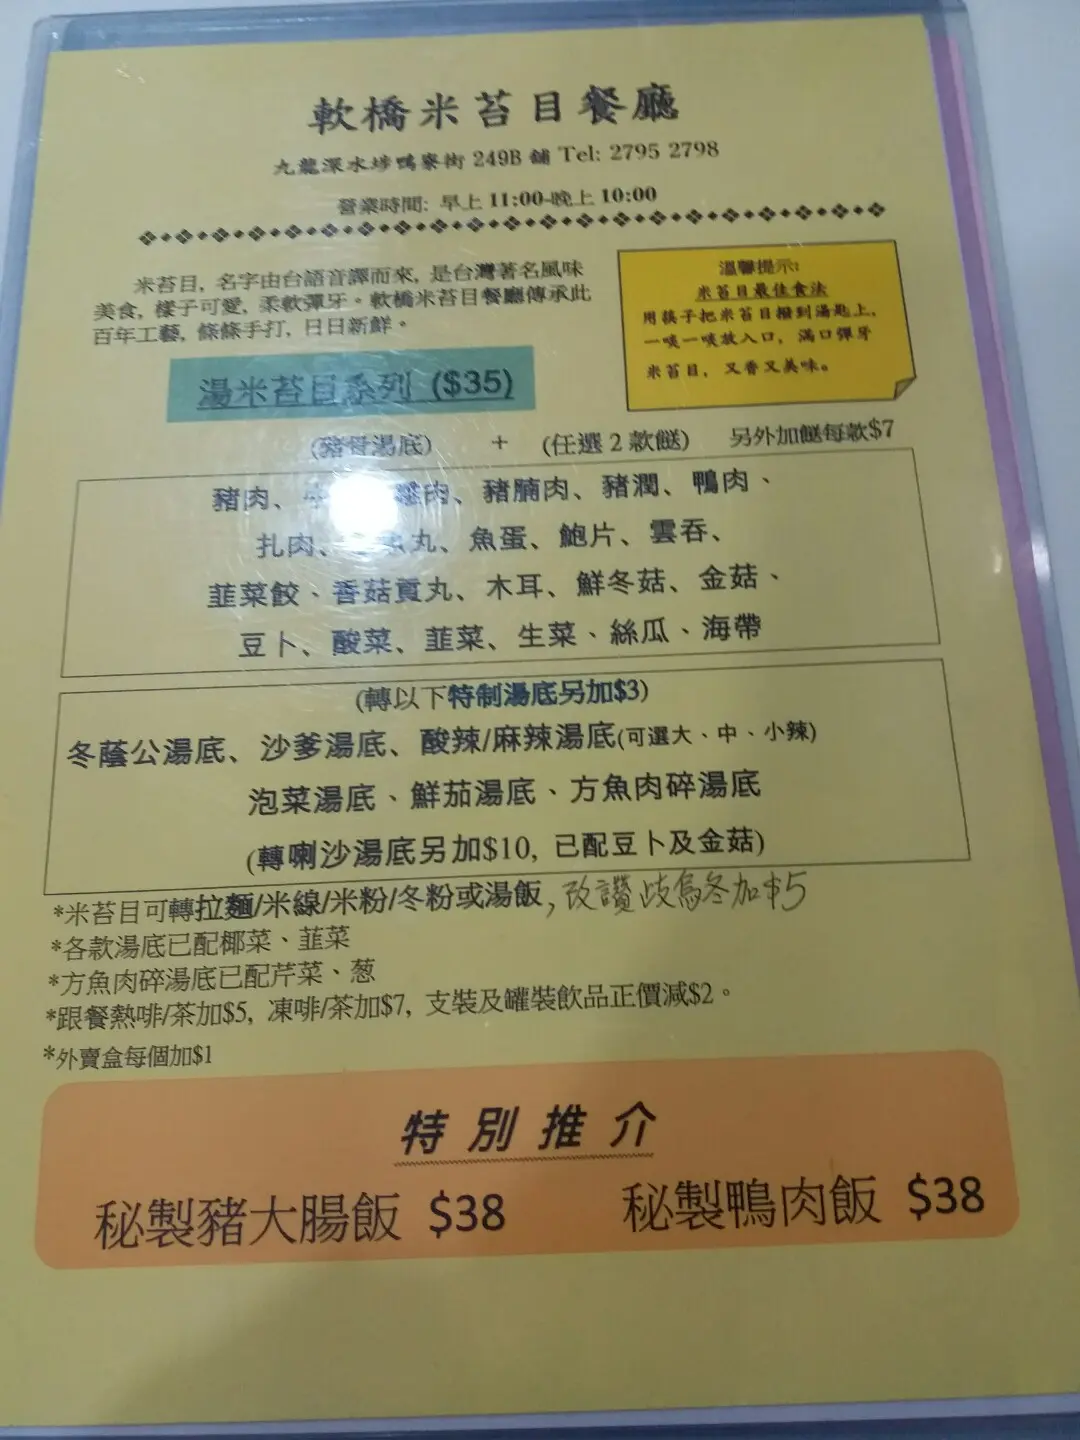 軟橋米苔目餐廳
九龍深水埗鴨寮街 249B 舖 Tel: 2795 2798
營業時間: 早上 11:00-晚上 10:00
米苔目, 名字由台語音譯而來, 是台灣著名風味
美食, 樣子可愛, 柔軟彈牙。軟橋米苔目餐廳傳承此
百年工藝, 條條手打, 日日新鮮。
溫馨提示:
米苔目最佳食法
用筷子把米苔目撥到湯匙上,
一啖一啖放入口, 滿口彈牙
米苔目, 又香又美味。
湯米苔目系列 ($35)
(豬骨湯底) + (任選 2 款餸) 另外加餸每款$7
豬肉、雞肉、豬腩肉、豬潤、鴨肉、
扎肉、丸、魚蛋、鮑片、雲吞、
韮菜餃、香菇貢丸、木耳、鮮冬菇、金菇、
豆卜、酸菜、韮菜、生菜、絲瓜、海帶
(轉以下特制湯底另加$3)
冬蔭公湯底、沙爹湯底、酸辣/麻辣湯底(可選大、中、小辣)
泡菜湯底、鮮茄湯底、方魚肉碎湯底
(轉喇沙湯底另加$10, 已配豆卜及金菇)
*米苔目可轉拉麵/米線/米粉/冬粉或湯飯, 改讚岐烏冬加$5
*各款湯底已配椰菜、韮菜
*方魚肉碎湯底已配芹菜、葱
*跟餐熱啡/茶加$5, 凍啡/茶加$7, 支裝及罐裝飲品正價減$2。
*外賣盒每個加$1
特別推介
秘製豬大腸飯 $38 秘製鴨肉飯 $38